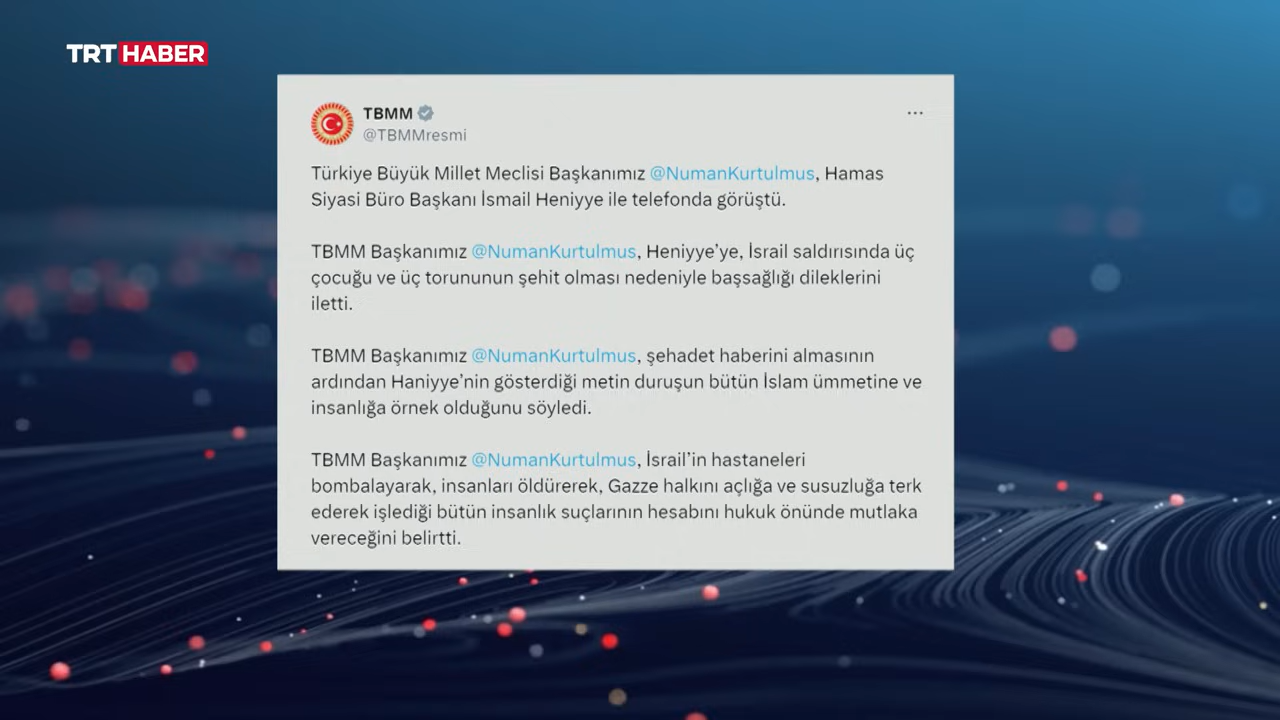 TRT HABER
TBMM
@TBMMresmi
Türkiye Büyük Millet Meclisi Başkanımız @NumanKurtulmus, Hamas
Siyasi Büro Başkanı İsmail Heniyye ile telefonda görüştü.
TBMM Başkanımız @NumanKurtulmus, Heniyye'ye, İsrail saldırısında üç
çocuğu ve üç torununun şehit olması nedeniyle başsağlığı dileklerini
iletti.
TBMM Başkanımız @NumanKurtulmus, şehadet haberini almasının
ardından Haniyye'nin gösterdiği metin duruşun bütün İslam ümmetine ve
insanlığa örnek olduğunu söyledi.
TBMM Başkanımız @NumanKurtulmus, İsrail'in hastaneleri
bombalayarak, insanları öldürerek, Gazze halkını açlığa ve susuzluğa terk
ederek işlediği bütün insanlık suçlarının hesabını hukuk önünde mutlaka
vereceğini belirtti.